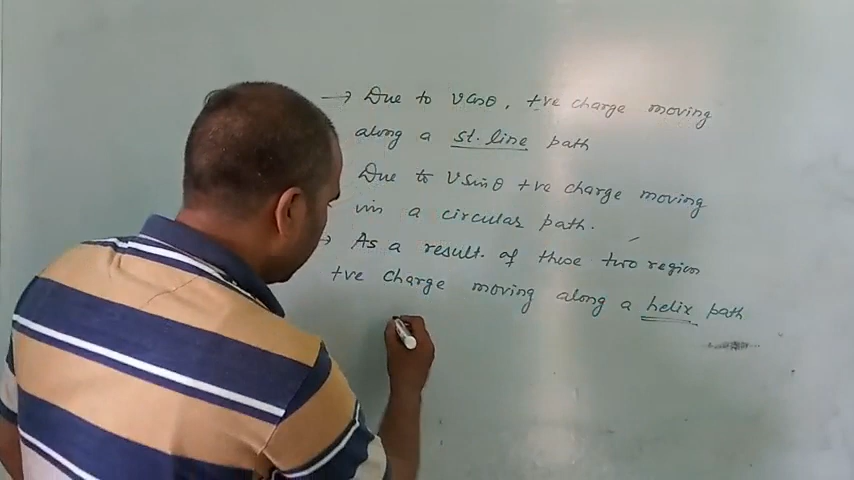 → Due to vcosθ, +ve charge moving
along a st. line path
Due to vsinθ +ve charge moving
in a circular path.
→ As a result. of these two region
+ve charge moving along a helix path